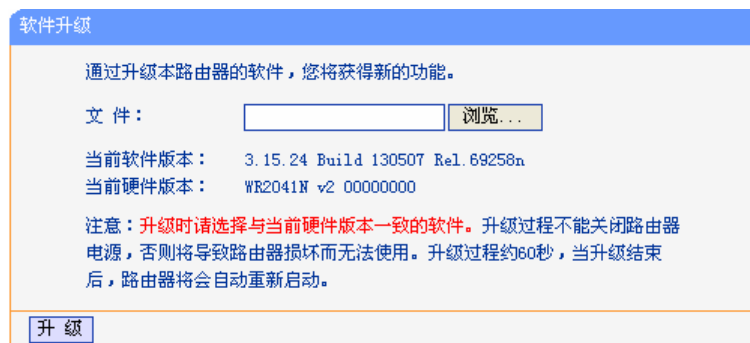 软件升级
通过升级本路由器的软件，您将获得新的功能。
文 件：
浏览...
当前软件版本： 3.15.24 Build 130507 Rel.69258n
当前硬件版本： WR2041N v2 00000000
注意：升级时请选择与当前硬件版本一致的软件。升级过程不能关闭路由器
电源，否则将导致路由器损坏而无法使用。升级过程约60秒，当升级结束
后，路由器将会自动重新启动。
升 级